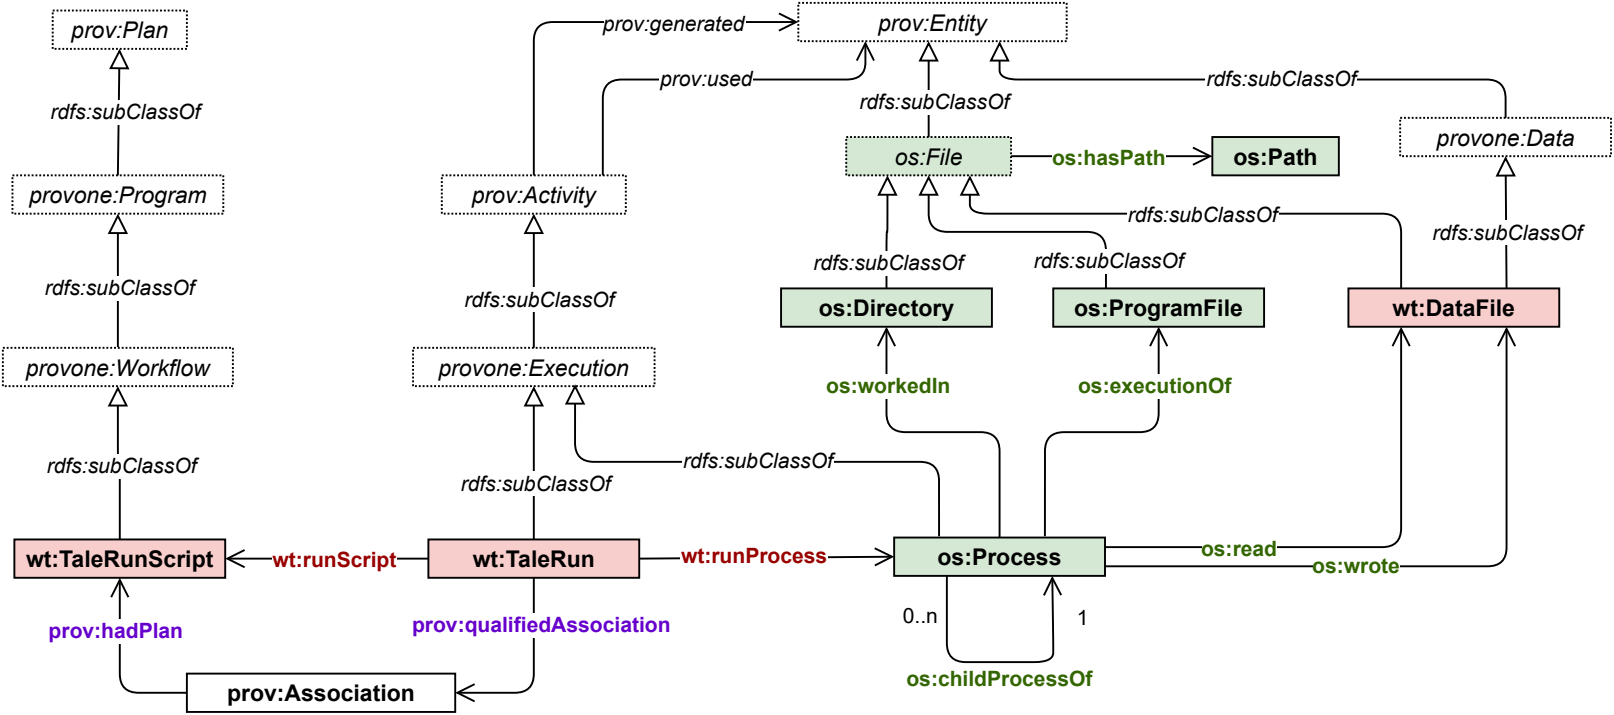 prov:Plan
prov:generated
prov:Entity
prov:used
rdfs:subClassOf
rdfs:subClassOf
rdfs:subClassOf
provone:Data
os:File
os:hasPath
os:Path
provone:Program
prov:Activity
rdfs:subClassOf
rdfs:subClassOf
rdfs:subClassOf
rdfs:subClassOf
rdfs:subClassOf
rdfs:subClassOf
rdfs:subClassOf
os:Directory
os:ProgramFile
wt:DataFile
provone:Workflow
provone:Execution
os:workedIn
os:executionOf
rdfs:subClassOf
rdfs:subClassOf
rdfs:subClassOf
wt:TaleRunScript
wt:runScript
wt:TaleRun
wt:runProcess
os:Process
os:read
os:wrote
0..n
1
prov:hadPlan
prov:qualifiedAssociation
os:childProcessOf
prov:Association